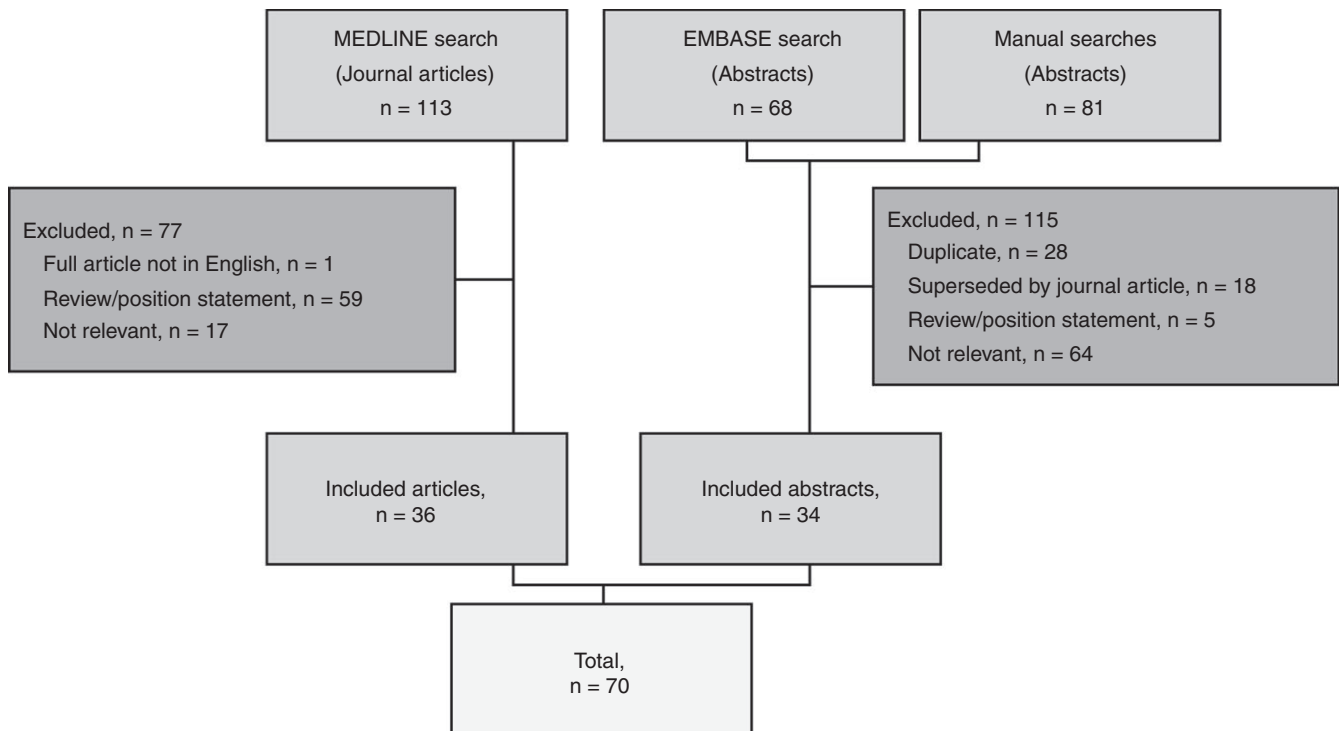 MEDLINE search
(Journal articles)
n = 113
EMBASE search
(Abstracts)
n = 68
Manual searches
(Abstracts)
n = 81
Excluded, n = 77
Full article not in English, n = 1
Review/position statement, n = 59
Not relevant, n = 17
Excluded, n = 115
Duplicate, n = 28
Superseded by journal article, n = 18
Review/position statement, n = 5
Not relevant, n = 64
Included articles,
n = 36
Included abstracts,
n = 34
Total,
n = 70